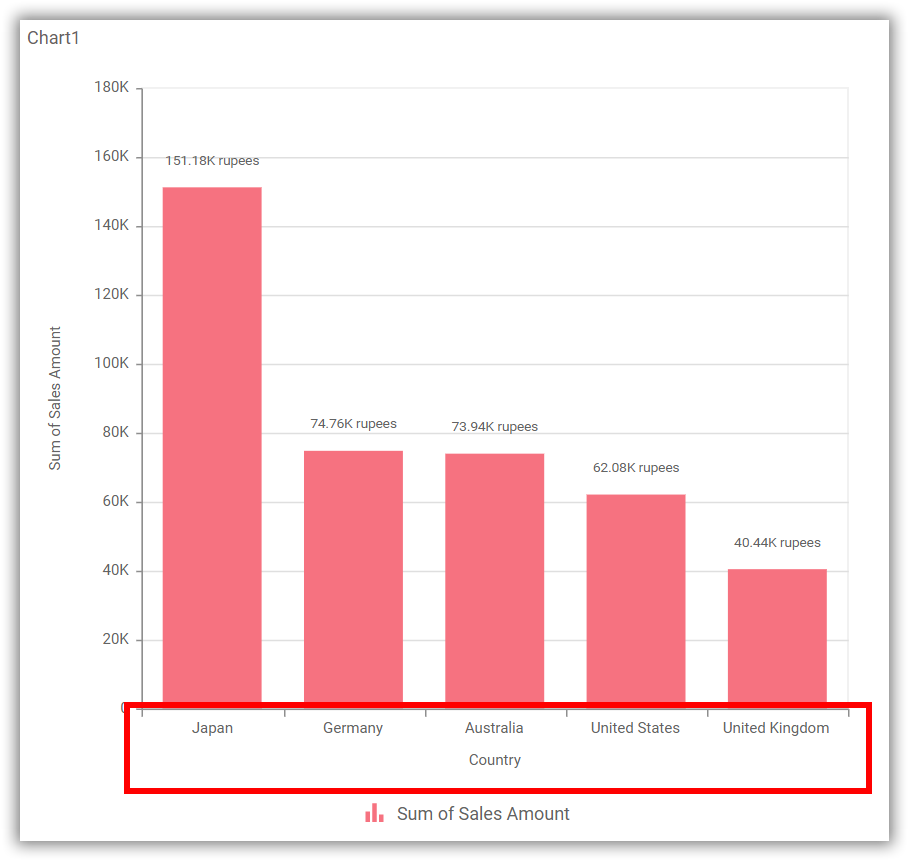 Chart1
180K
160K
140K
120K
100K
80K
60K
40K
20K
0
Sum of Sales Amount
151.18K rupees
74.76K rupees
73.94K rupees
62.08K rupees
40.44K rupees
Japan Germany Australia United States United Kingdom
Country
Sum of Sales Amount